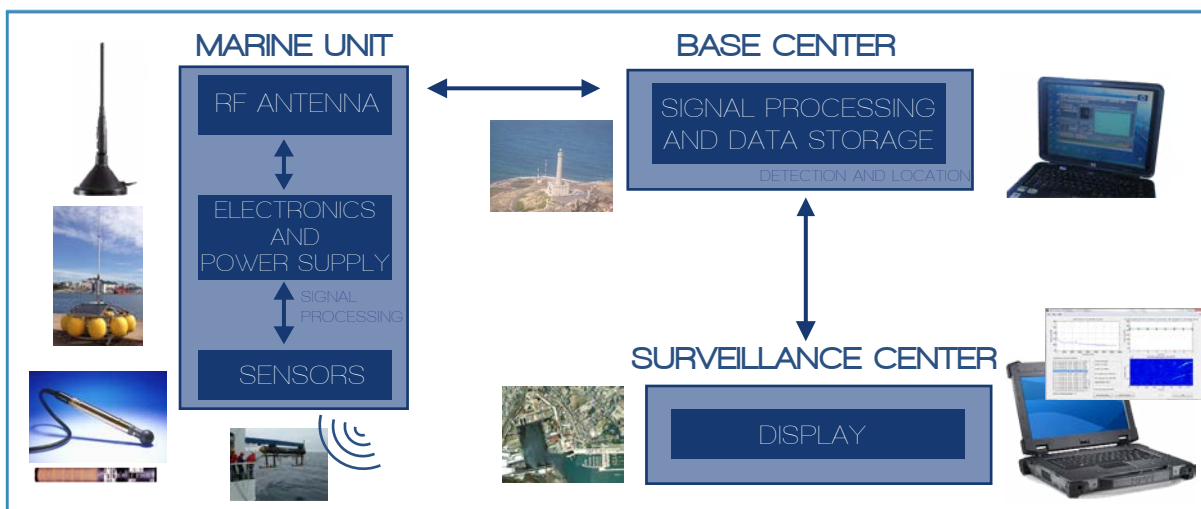 MARINE UNIT
RF ANTENNA
ELECTRONICS
AND
POWER SUPPLY
SIGNAL
PROCESSING
SENSORS
BASE CENTER
SIGNAL PROCESSING
AND DATA STORAGE
DETECTION AND LOCATION
SURVEILLANCE CENTER
DISPLAY